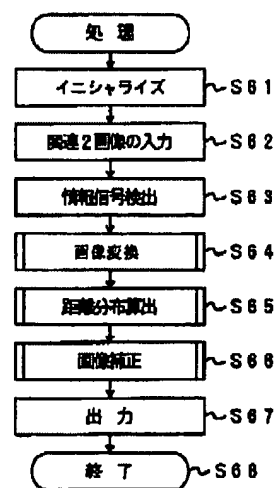 処理
イニシャライズ ~S61
関連2画像の入力 ~S62
情報信号検出 ~S63
画像変換 ~S64
距離分布算出 ~S65
画像補正 ~S66
出力 ~S67
終了 ~S68